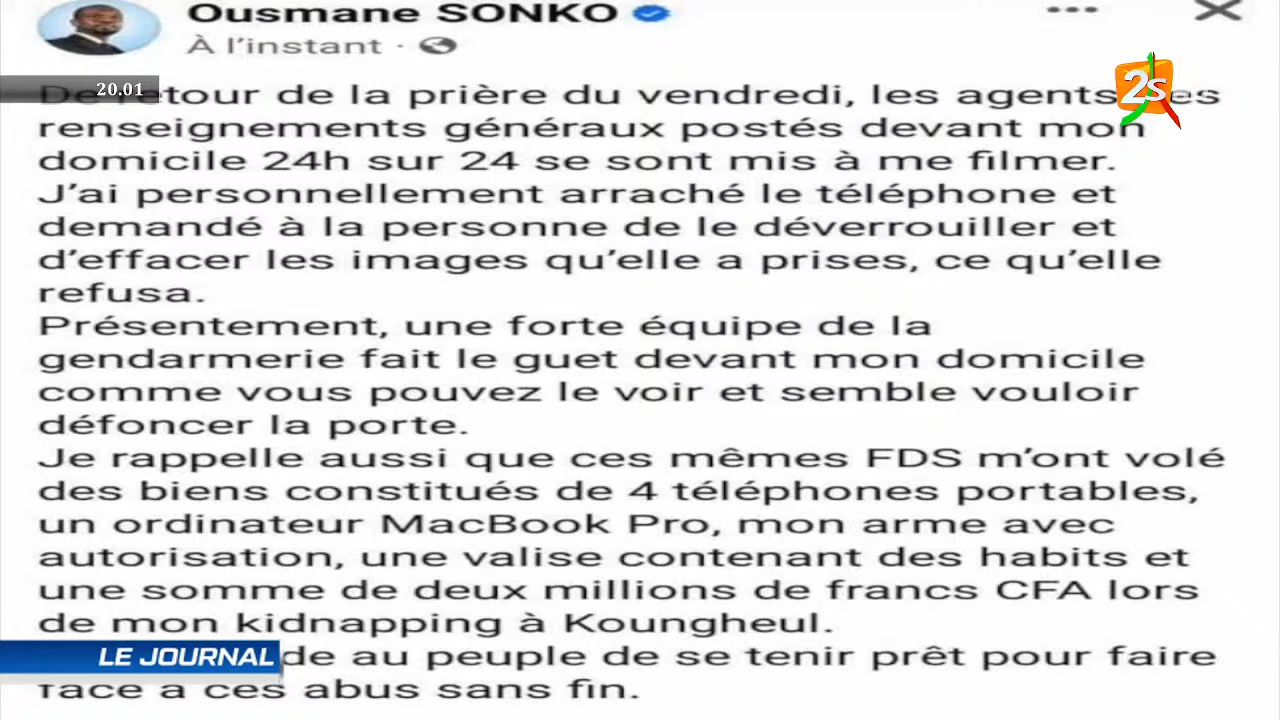 Ousmane SONKO
À l'instant ·
20.01
2s
De retour de la prière du vendredi, les agents des
renseignements généraux postés devant mon
domicile 24h sur 24 se sont mis à me filmer.
J'ai personnellement arraché le téléphone et
demandé à la personne de le déverrouiller et
d'effacer les images qu'elle a prises, ce qu'elle
refusa.
Présentement, une forte équipe de la
gendarmerie fait le guet devant mon domicile
comme vous pouvez le voir et semble vouloir
défoncer la porte.
Je rappelle aussi que ces mêmes FDS m'ont volé
des biens constitués de 4 téléphones portables,
un ordinateur MacBook Pro, mon arme avec
autorisation, une valise contenant des habits et
une somme de deux millions de francs CFA lors
de mon kidnapping à Koungheul.
LE JOURNAL
de au peuple de se tenir prêt pour faire
face à ces abus sans fin.